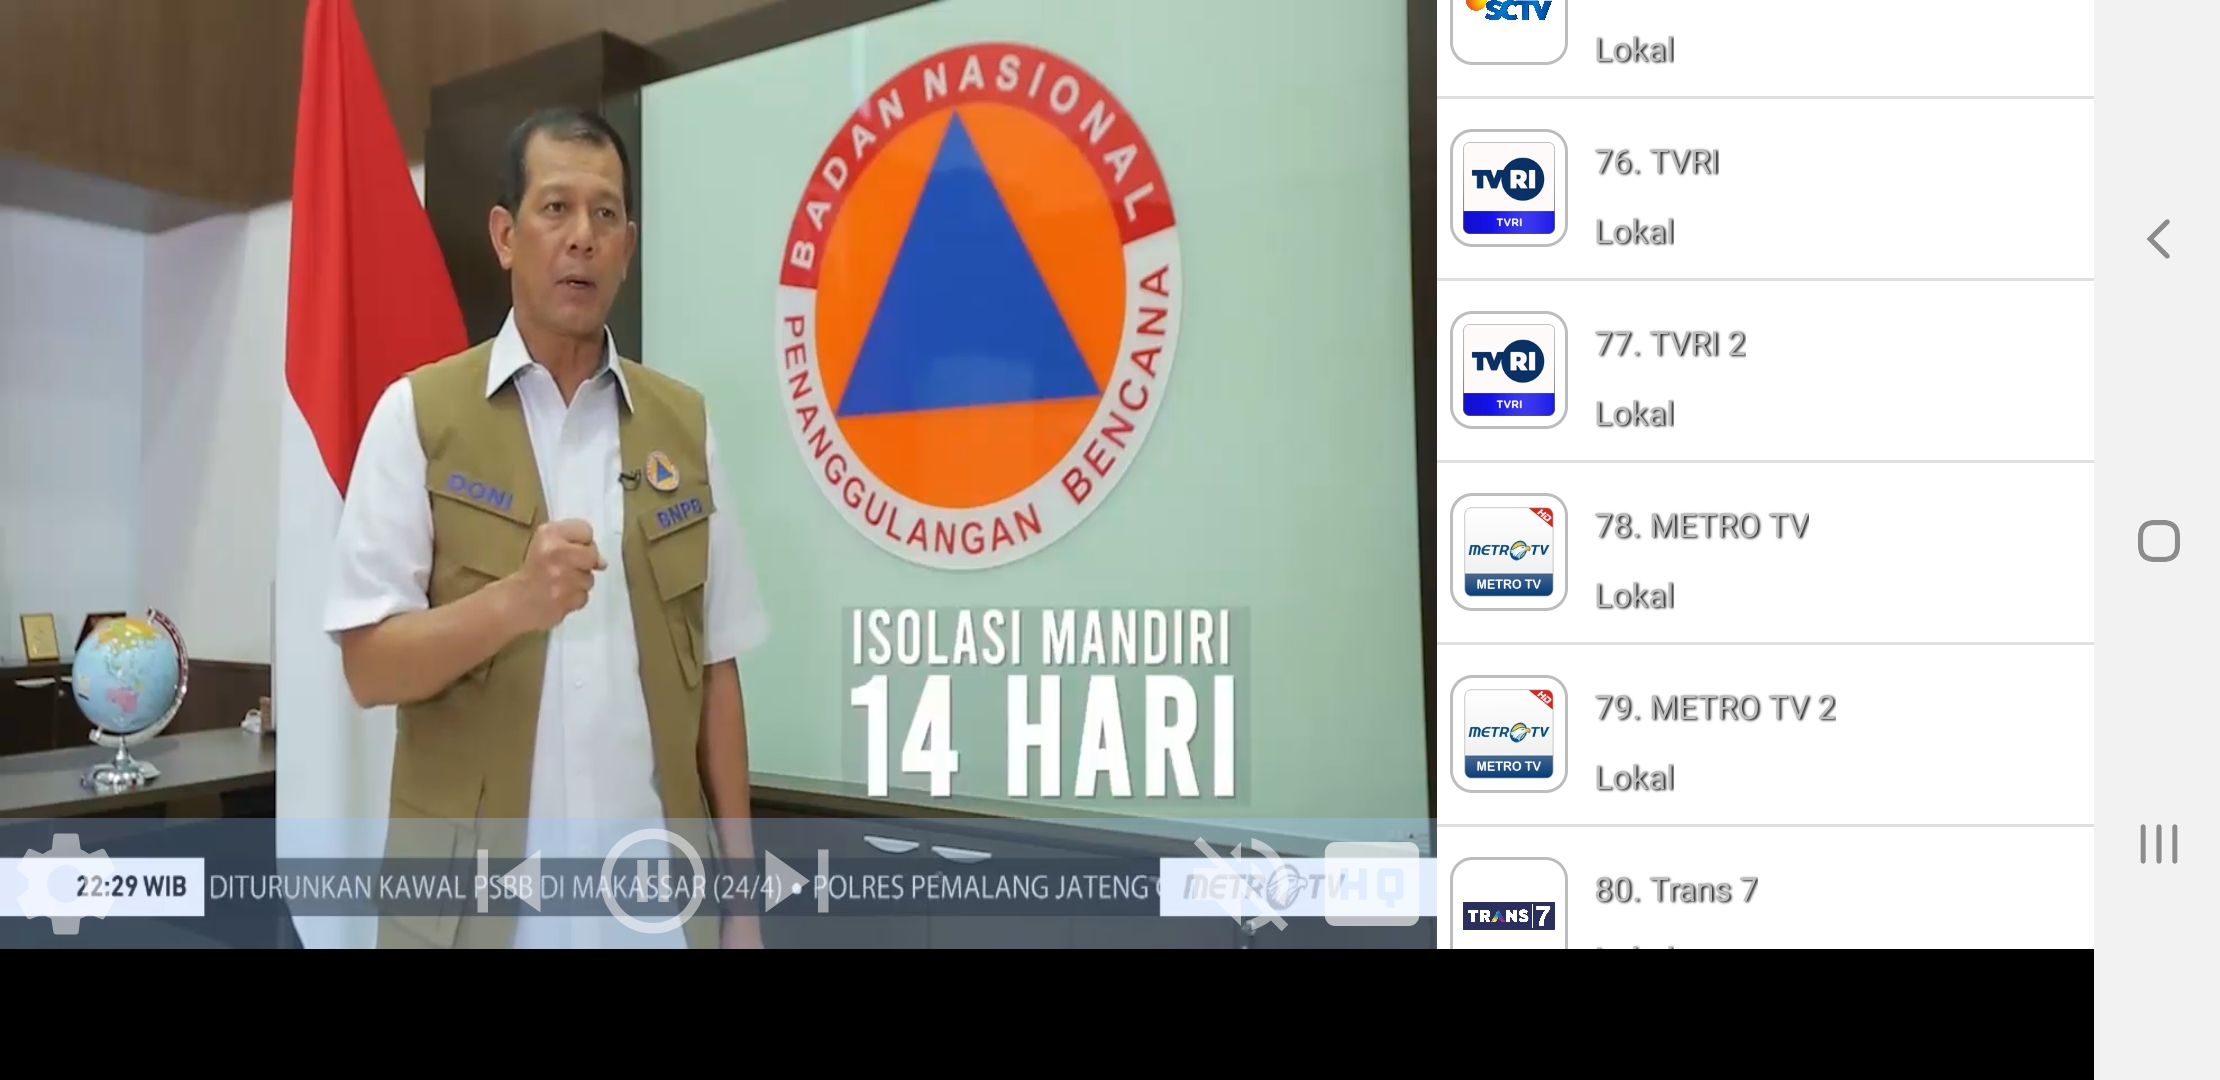 BADAN NASIONAL
PENANGGULANGAN BENCANA
DONI
BNPB
ISOLASI MANDIRI
14 HARI
22:29 WIB
DITURUNKAN KAWAL PSBB DI MAKASSAR (24/4) • POLRES PEMALANG JATENG
METRO TV
HQ
SCTV
Lokal
TVRI
TVRI
76. TVRI
Lokal
TVRI
TVRI
77. TVRI 2
Lokal
HD
METRO TV
METRO TV
78. METRO TV
Lokal
HD
METRO TV
METRO TV
79. METRO TV 2
Lokal
TRANS|7
80. Trans 7